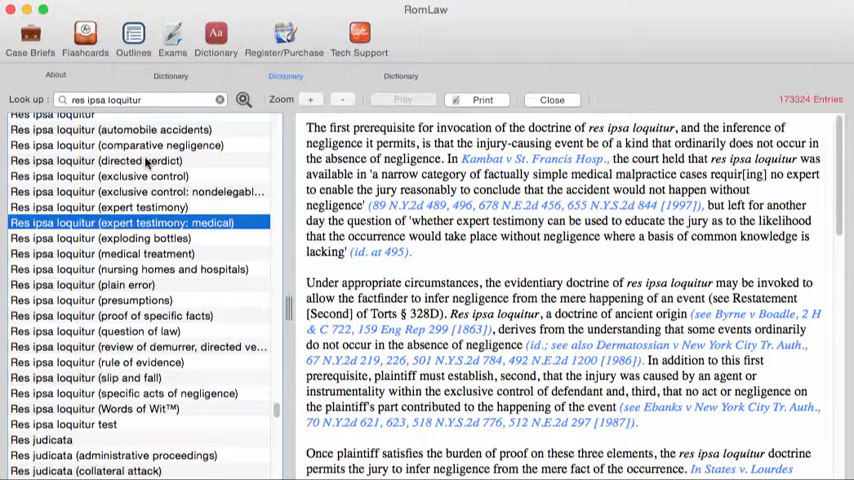 RomLaw
Aa
Case Briefs Flashcards Outlines Exams Dictionary Register/Purchase Tech Support
About Dictionary Dictionary Dictionary
Look up : res ipsa loquitur Zoom + - Play Print Close 173324 Entries
Res ipsa loquitur
Res ipsa loquitur (automobile accidents)
Res ipsa loquitur (comparative negligence)
Res ipsa loquitur (directed verdict)
Res ipsa loquitur (exclusive control)
Res ipsa loquitur (exclusive control: nondelegabl...
Res ipsa loquitur (expert testimony)
Res ipsa loquitur (expert testimony: medical)
Res ipsa loquitur (exploding bottles)
Res ipsa loquitur (medical treatment)
Res ipsa loquitur (nursing homes and hospitals)
Res ipsa loquitur (plain error)
Res ipsa loquitur (presumptions)
Res ipsa loquitur (proof of specific facts)
Res ipsa loquitur (question of law)
Res ipsa loquitur (review of demurrer, directed ve...
Res ipsa loquitur (rule of evidence)
Res ipsa loquitur (slip and fall)
Res ipsa loquitur (specific acts of negligence)
Res ipsa loquitur (Words of Wit™)
Res ipsa loquitur test
Res judicata
Res judicata (administrative proceedings)
Res judicata (collateral attack)
The first prerequisite for invocation of the doctrine of res ipsa loquitur, and the inference of
negligence it permits, is that the injury-causing event be of a kind that ordinarily does not occur in
the absence of negligence. In Kambat v St. Francis Hosp., the court held that res ipsa loquitur was
available in 'a narrow category of factually simple medical malpractice cases requir[ing] no expert
to enable the jury reasonably to conclude that the accident would not happen without
negligence' (89 N.Y.2d 489, 496, 678 N.E.2d 456, 655 N.Y.S.2d 844 [1997]), but left for another
day the question of 'whether expert testimony can be used to educate the jury as to the likelihood
that the occurrence would take place without negligence where a basis of common knowledge is
lacking' (id. at 495).
Under appropriate circumstances, the evidentiary doctrine of res ipsa loquitur may be invoked to
allow the factfinder to infer negligence from the mere happening of an event (see Restatement
[Second] of Torts § 328D). Res ipsa loquitur, a doctrine of ancient origin (see Byrne v Boadle, 2 H
& C 722, 159 Eng Rep 299 [1863]), derives from the understanding that some events ordinarily
do not occur in the absence of negligence (id.; see also Dermatossian v New York City Tr. Auth.,
67 N.Y.2d 219, 226, 501 N.Y.S.2d 784, 492 N.E.2d 1200 [1986]). In addition to this first
prerequisite, plaintiff must establish, second, that the injury was caused by an agent or
instrumentality within the exclusive control of defendant and, third, that no act or negligence on
the plaintiff's part contributed to the happening of the event (see Ebanks v New York City Tr. Auth.,
70 N.Y.2d 621, 623, 518 N.Y.S.2d 776, 512 N.E.2d 297 [1987]).
Once plaintiff satisfies the burden of proof on these three elements, the res ipsa loquitur doctrine
permits the jury to infer negligence from the mere fact of the occurrence. In States v. Lourdes